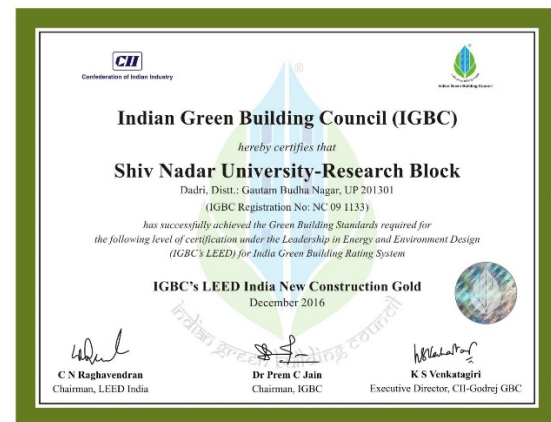 CII
Confederation of Indian Industry
Indian Green Building Council
Indian Green Building Council (IGBC)
hereby certifies that
Shiv Nadar University-Research Block
Dadri, Distt.: Gautam Budha Nagar, UP 201301
(IGBC Registration No: NC 09 1133)
has successfully achieved the Green Building Standards required for
the following level of certification under the Leadership in Energy and Environment Design
(IGBC's LEED) for India Green Building Rating System
IGBC's LEED India New Construction Gold
December 2016
indian green building council
C N Raghavendran
Chairman, LEED India
Dr Prem C Jain
Chairman, IGBC
K S Venkatagiri
Executive Director, CII-Godrej GBC